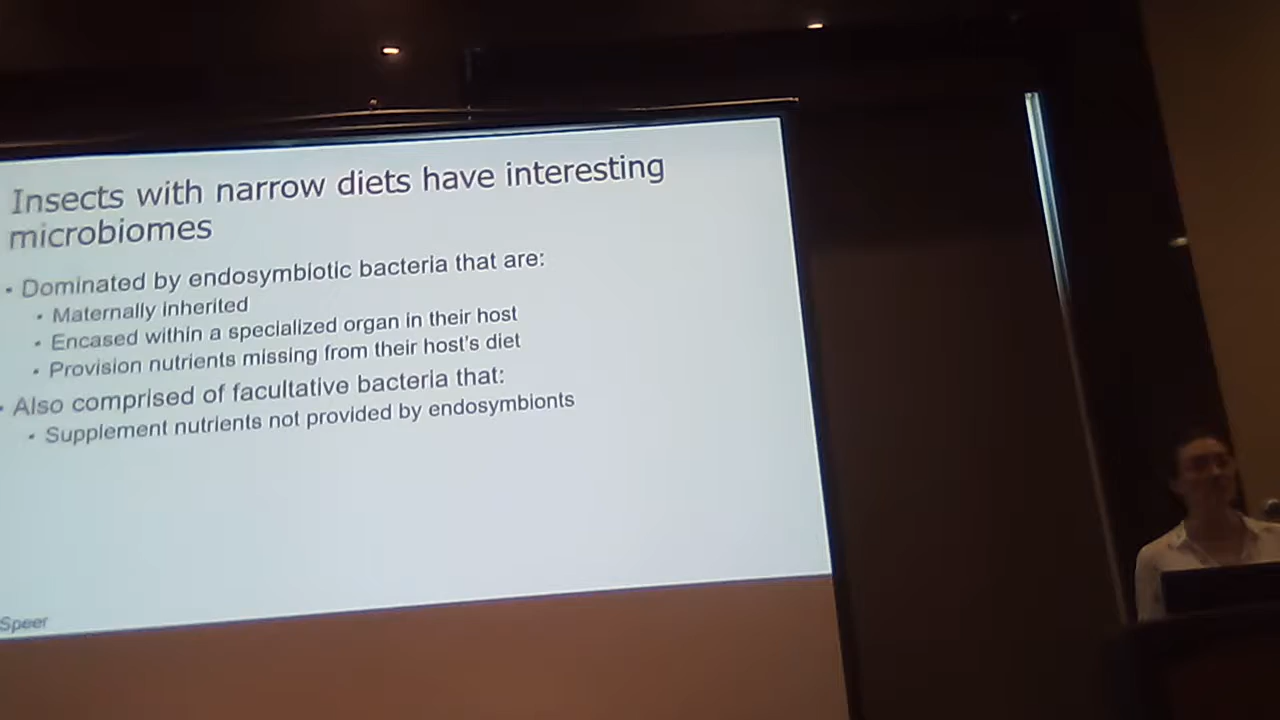 Insects with narrow diets have interesting
microbiomes
• Dominated by endosymbiotic bacteria that are:
• Maternally inherited
• Encased within a specialized organ in their host
• Provision nutrients missing from their host's diet
• Also comprised of facultative bacteria that:
• Supplement nutrients not provided by endosymbionts
Speer